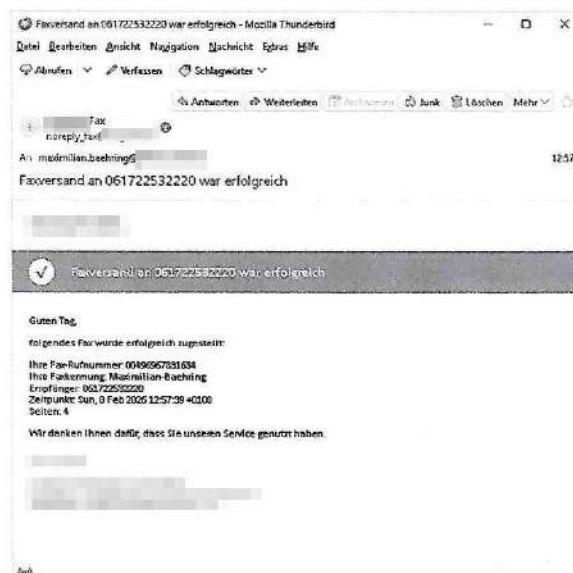 Faxversand an 061722532220 war erfolgreich - Mozilla Thunderbird
Datei Bearbeiten Ansicht Navigation Nachricht Extras Hilfe
Abrufen Verfassen Schlagwörter
Antworten Weiterleiten Archivieren Junk Löschen Mehr
Fax
noreply_fax@
An maximilian.baehring@
12:57
Faxversand an 061722532220 war erfolgreich
Faxversand an 061722532220 war erfolgreich
Guten Tag,
folgendes Fax wurde erfolgreich zugestellt:
Ihre Fax-Rufnummer: 00496967831634
Ihre Faxkennung: Maximilian-Baehring
Empfänger: 061722532220
Zeitpunkt: Sun, 8 Feb 2026 12:57:39 +0100
Seiten: 4
Wir danken Ihnen dafür, dass Sie unseren Service genutzt haben.